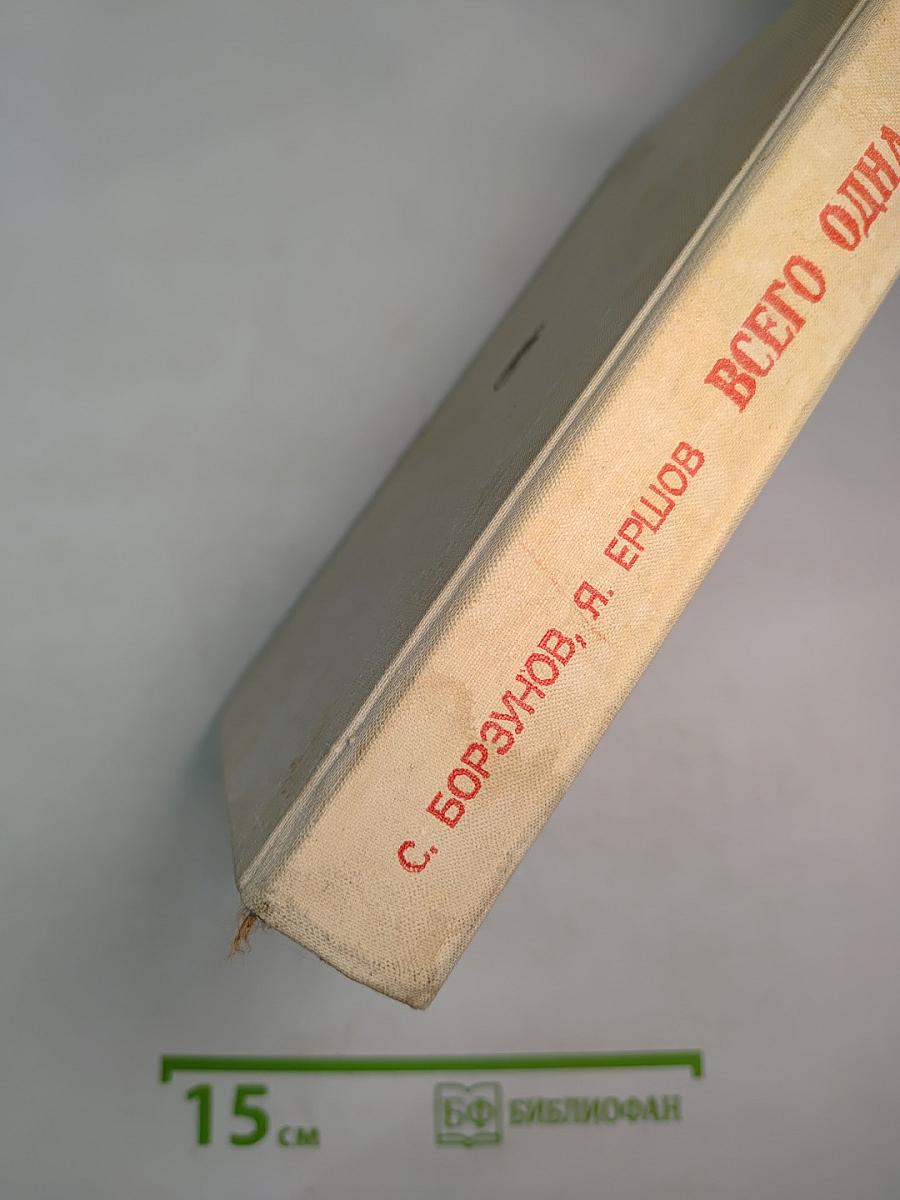 С. БОРЗУНОВ, Я. ЕРШОВ ВСЕГО ОДНА
15 см
БФ БИБЛИОФАН